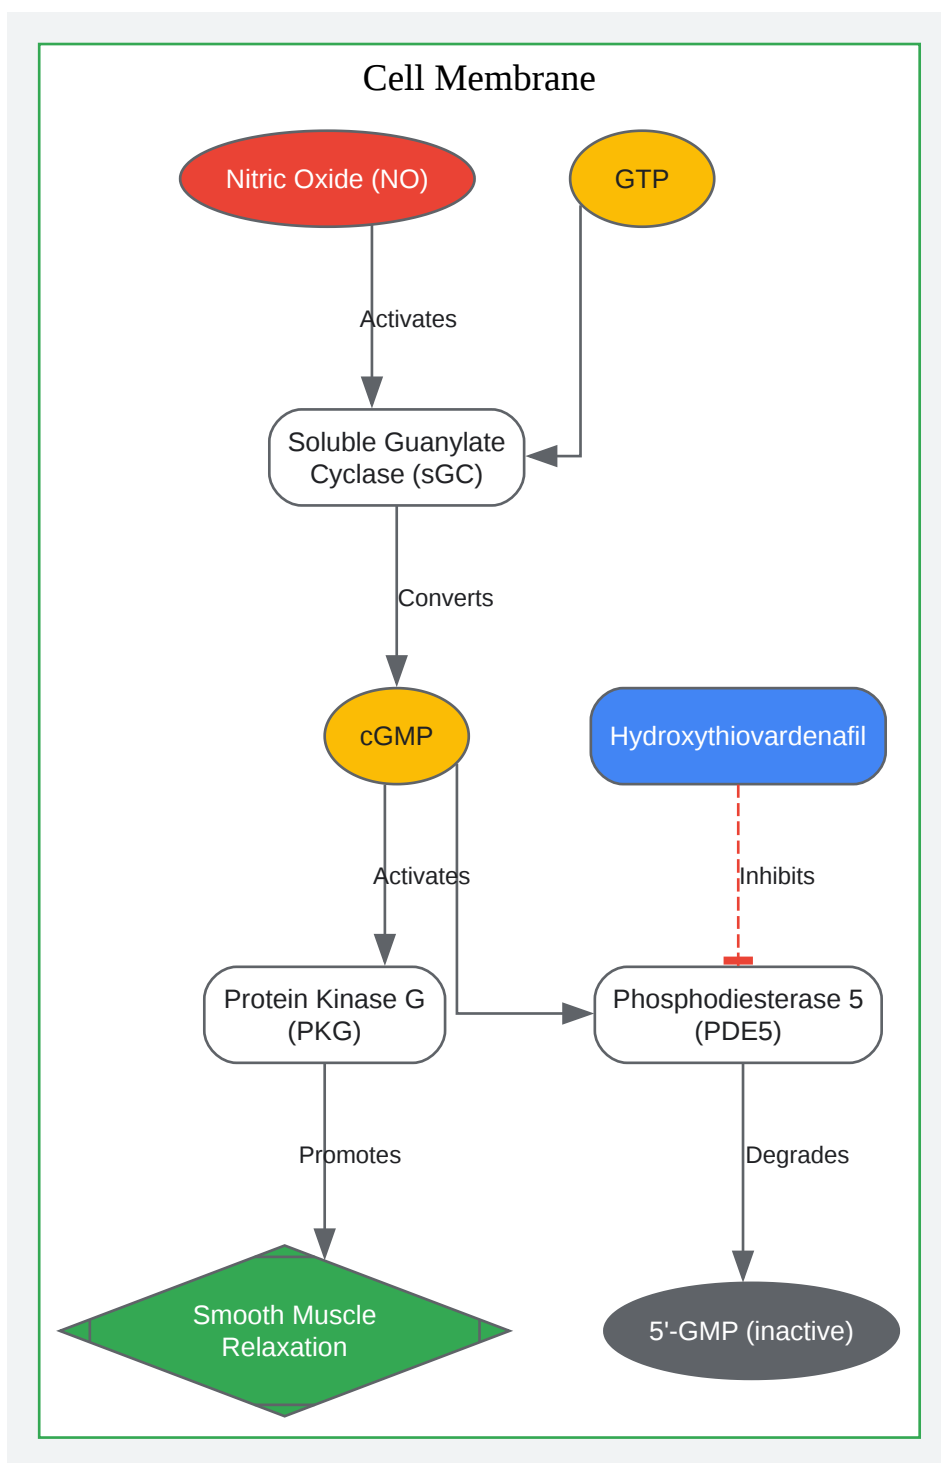 Cell Membrane
Nitric Oxide (NO)
GTP
Activates
Soluble Guanylate
Cyclase (sGC)
Converts
cGMP
Hydroxythiovardenafil
Activates
Inhibits
Protein Kinase G
(PKG)
Phosphodiesterase 5
(PDE5)
Promotes
Degrades
Smooth Muscle
Relaxation
5'-GMP (inactive)